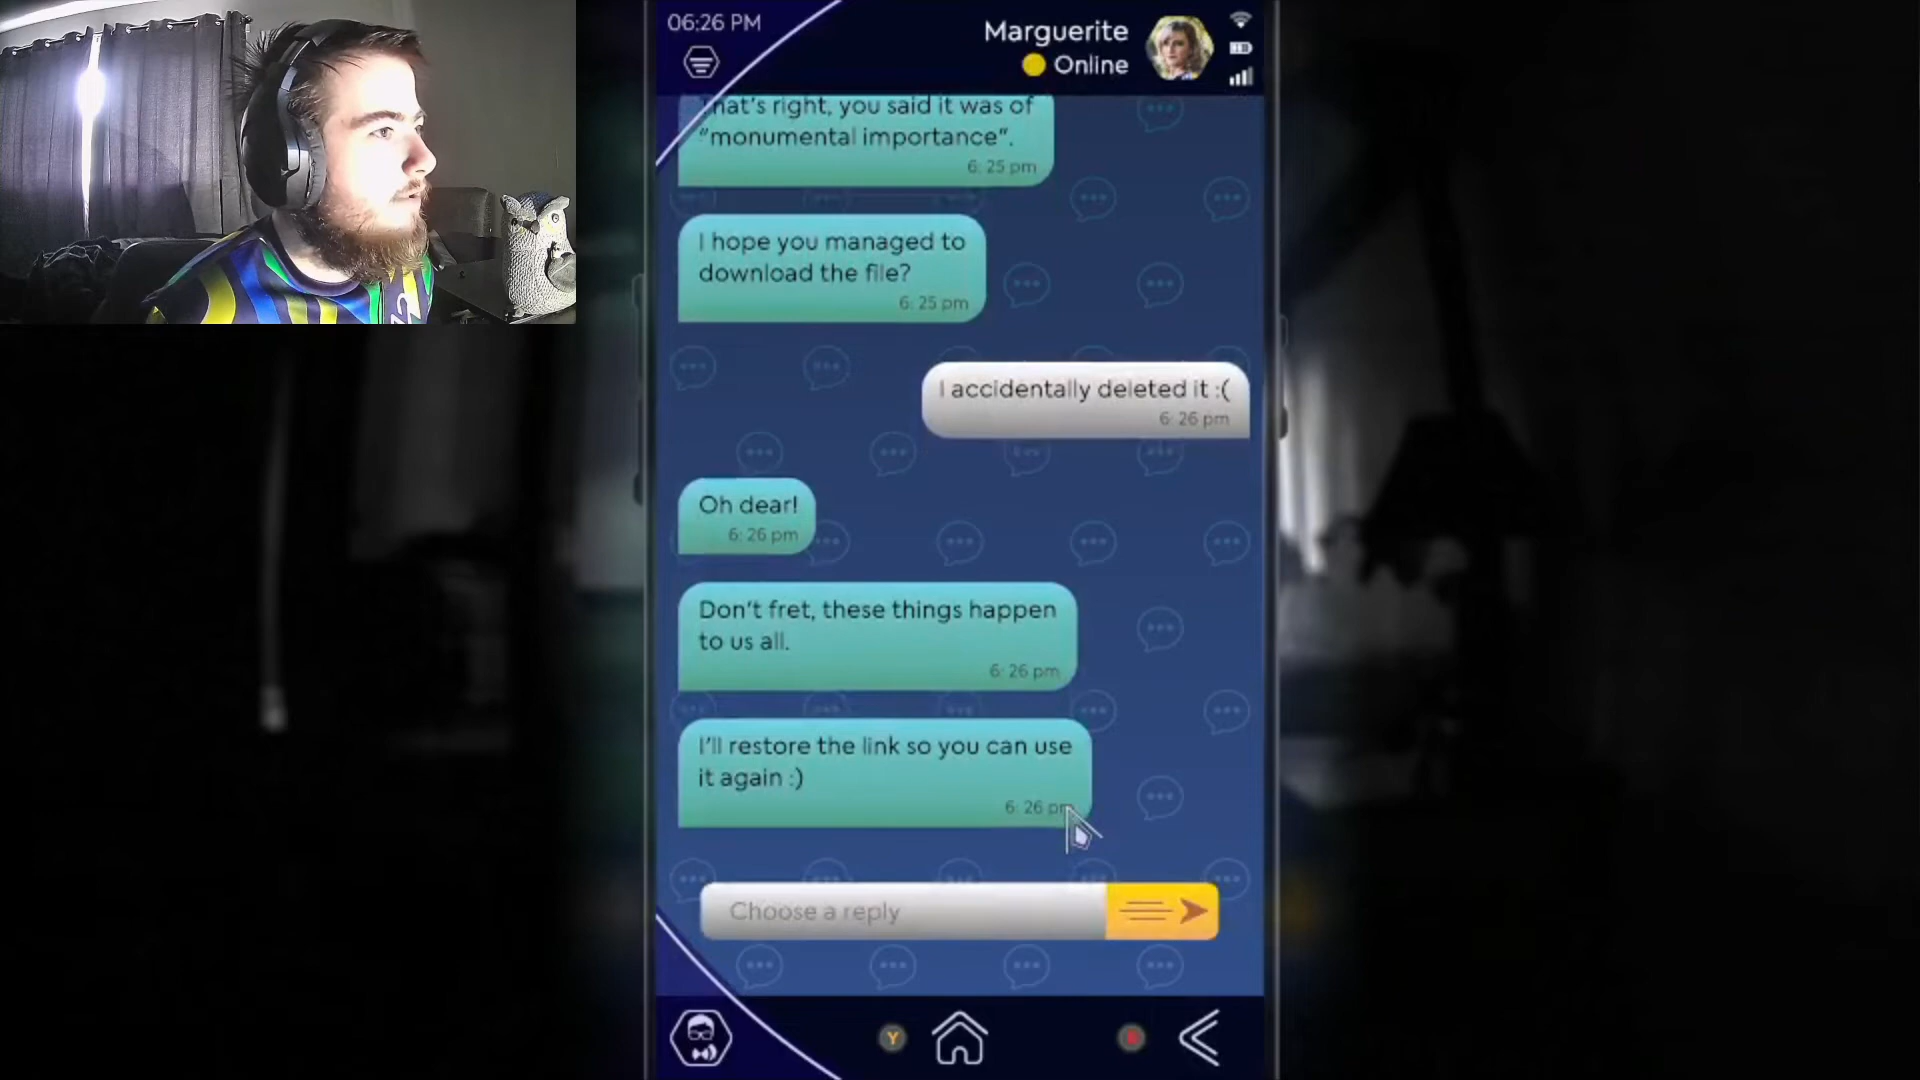 06:26 PM
Marguerite
Online
hat's right, you said it was of
"monumental importance".
6: 25 pm
I hope you managed to
download the file?
6: 25 pm
I accidentally deleted it :(
6: 26 pm
Oh dear!
6: 26 pm
Don't fret, these things happen
to us all.
6: 26 pm
I'll restore the link so you can use
it again :)
6: 26 pm
Choose a reply
Y